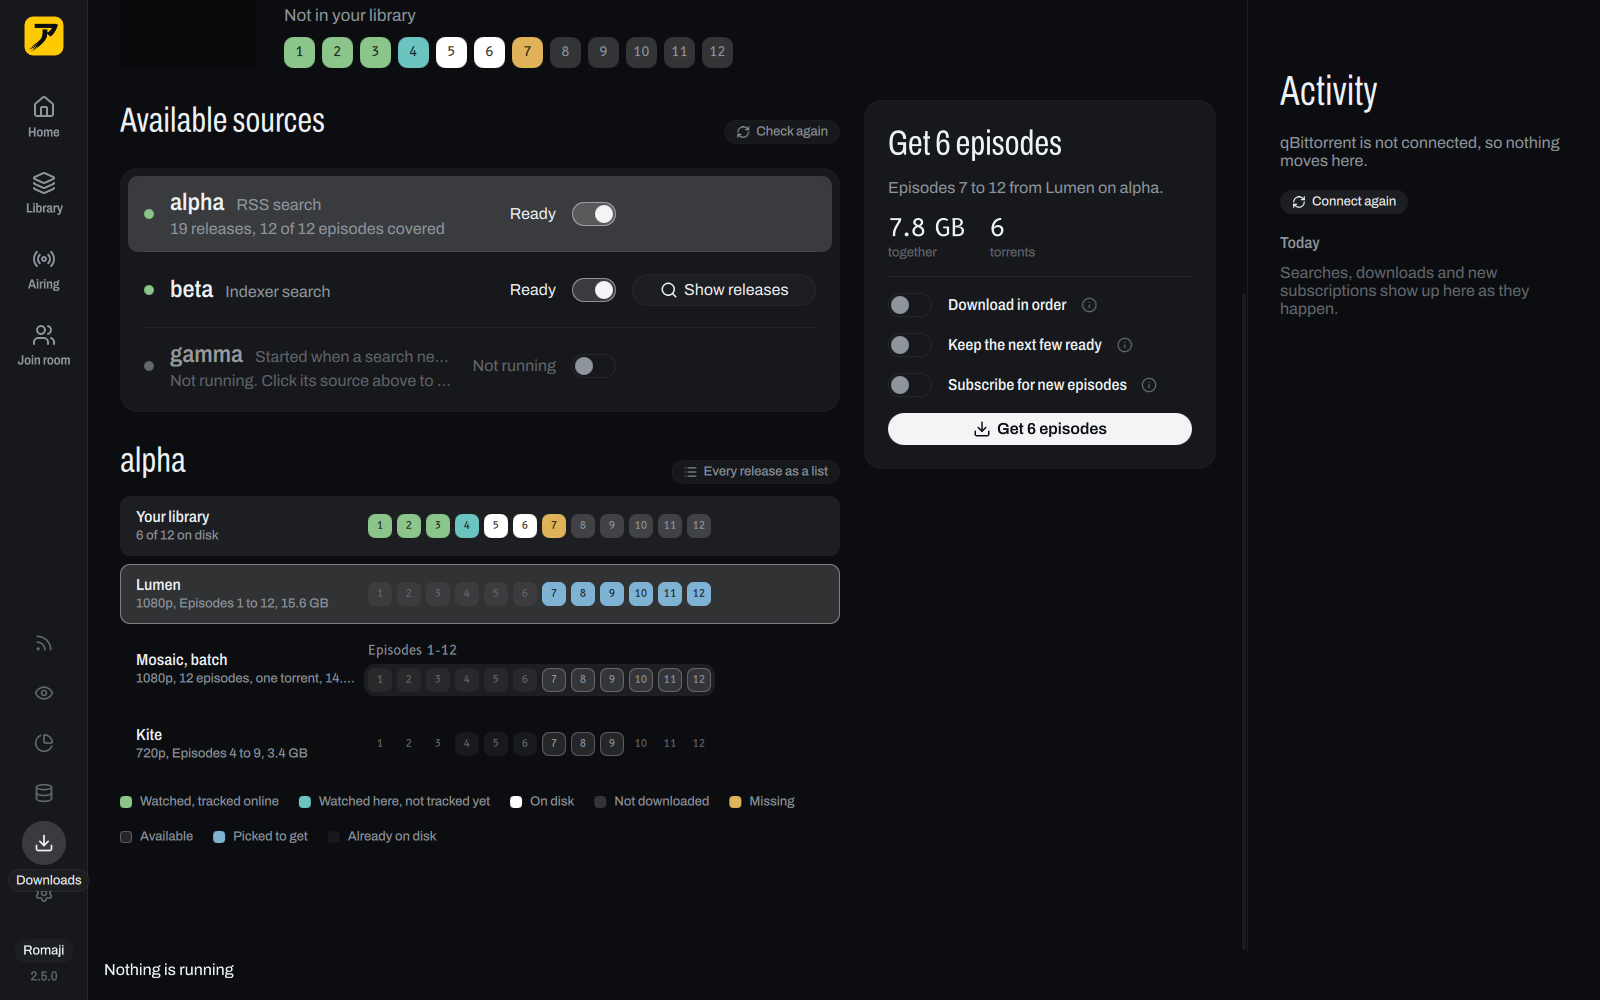 ア
Home
Library
Airing
Join room
Downloads
Romaji
2.5.0
Not in your library
1 2 3 4 5 6 7 8 9 10 11 12
Available sources
Check again
alpha RSS search
19 releases, 12 of 12 episodes covered
Ready
beta Indexer search
Ready
Show releases
gamma Started when a search ne...
Not running. Click its source above to ...
Not running
alpha
Every release as a list
Your library
6 of 12 on disk
1 2 3 4 5 6 7 8 9 10 11 12
Lumen
1080p, Episodes 1 to 12, 15.6 GB
1 2 3 4 5 6 7 8 9 10 11 12
Episodes 1-12
Mosaic, batch
1080p, 12 episodes, one torrent, 14....
1 2 3 4 5 6 7 8 9 10 11 12
Kite
720p, Episodes 4 to 9, 3.4 GB
1 2 3 4 5 6 7 8 9 10 11 12
Watched, tracked online
Watched here, not tracked yet
On disk
Not downloaded
Missing
Available
Picked to get
Already on disk
Get 6 episodes
Episodes 7 to 12 from Lumen on alpha.
7.8 GB 6
together torrents
Download in order
Keep the next few ready
Subscribe for new episodes
Get 6 episodes
Activity
qBittorrent is not connected, so nothing
moves here.
Connect again
Today
Searches, downloads and new
subscriptions show up here as they
happen.
Nothing is running